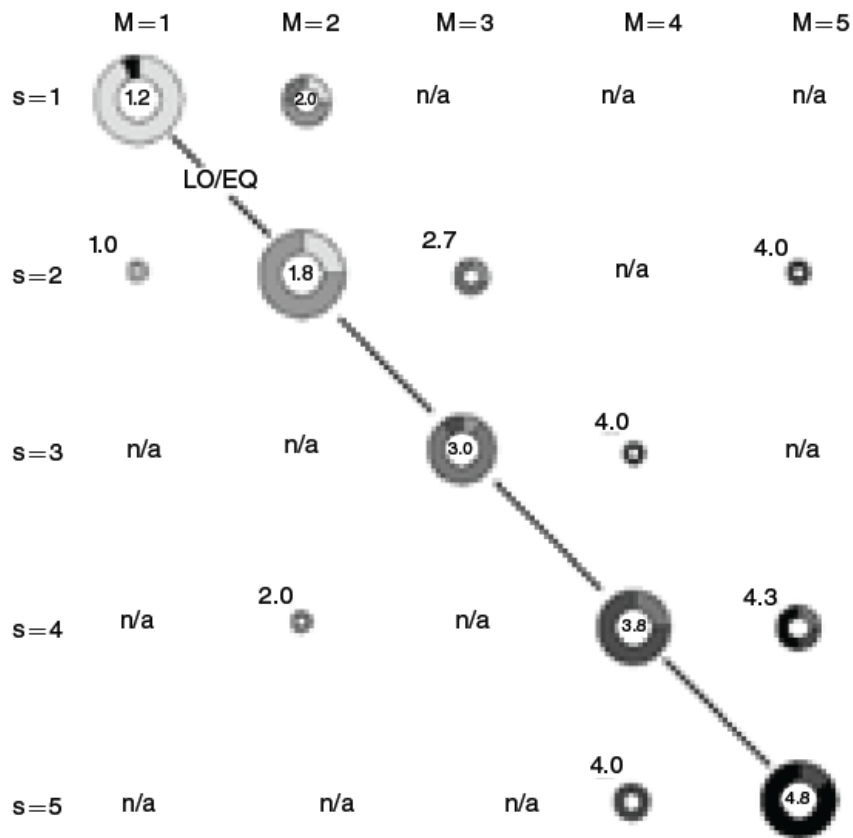 M=1 M=2 M=3 M=4 M=5
s=1 1.2 2.0 n/a n/a n/a
LO/EQ
1.0 2.7 4.0
s=2 1.8 n/a
4.0
s=3 n/a n/a 3.0 n/a
2.0 4.3
s=4 n/a n/a 3.8
4.0
s=5 n/a n/a n/a 4.8